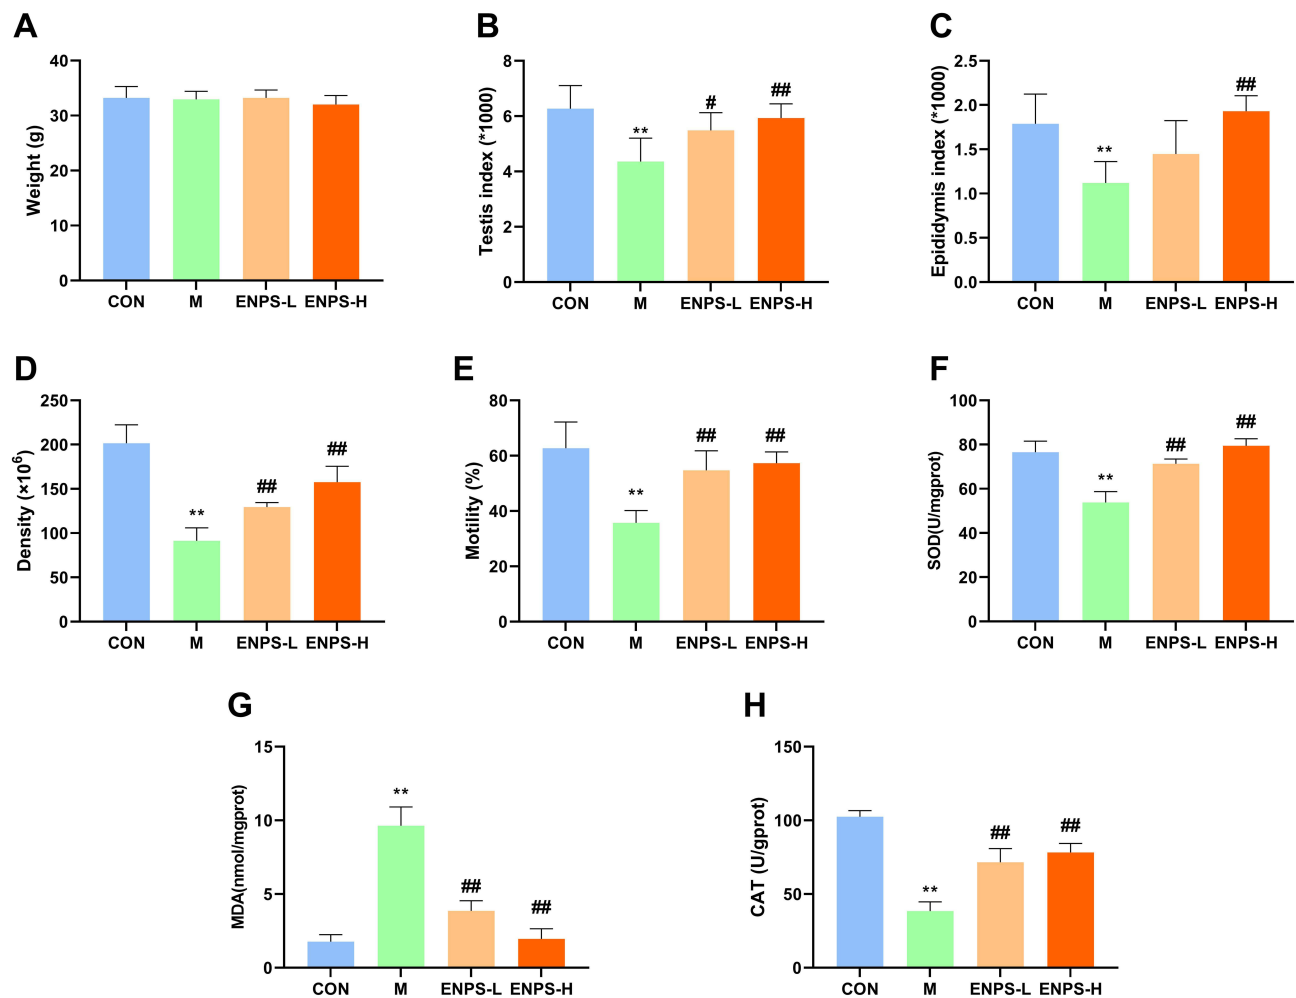 A
Weight (g)
40
30
20
10
0
CON M ENPS-L ENPS-H
B
Testis index (*1000)
8
6
4
2
0
**
#
##
CON M ENPS-L ENPS-H
C
Epididymis index (*1000)
2.5
2.0
1.5
1.0
0.5
0.0
**
##
CON M ENPS-L ENPS-H
D
Density (×10⁶)
250
200
150
100
50
0
**
##
##
CON M ENPS-L ENPS-H
E
Motility (%)
80
60
40
20
0
**
##
##
CON M ENPS-L ENPS-H
F
SOD(U/mgprot)
100
80
60
40
20
0
**
##
##
CON M ENPS-L ENPS-H
G
MDA(nmol/mgprot)
15
10
5
0
**
##
##
CON M ENPS-L ENPS-H
H
CAT (U/gprot)
150
100
50
0
**
##
##
CON M ENPS-L ENPS-H